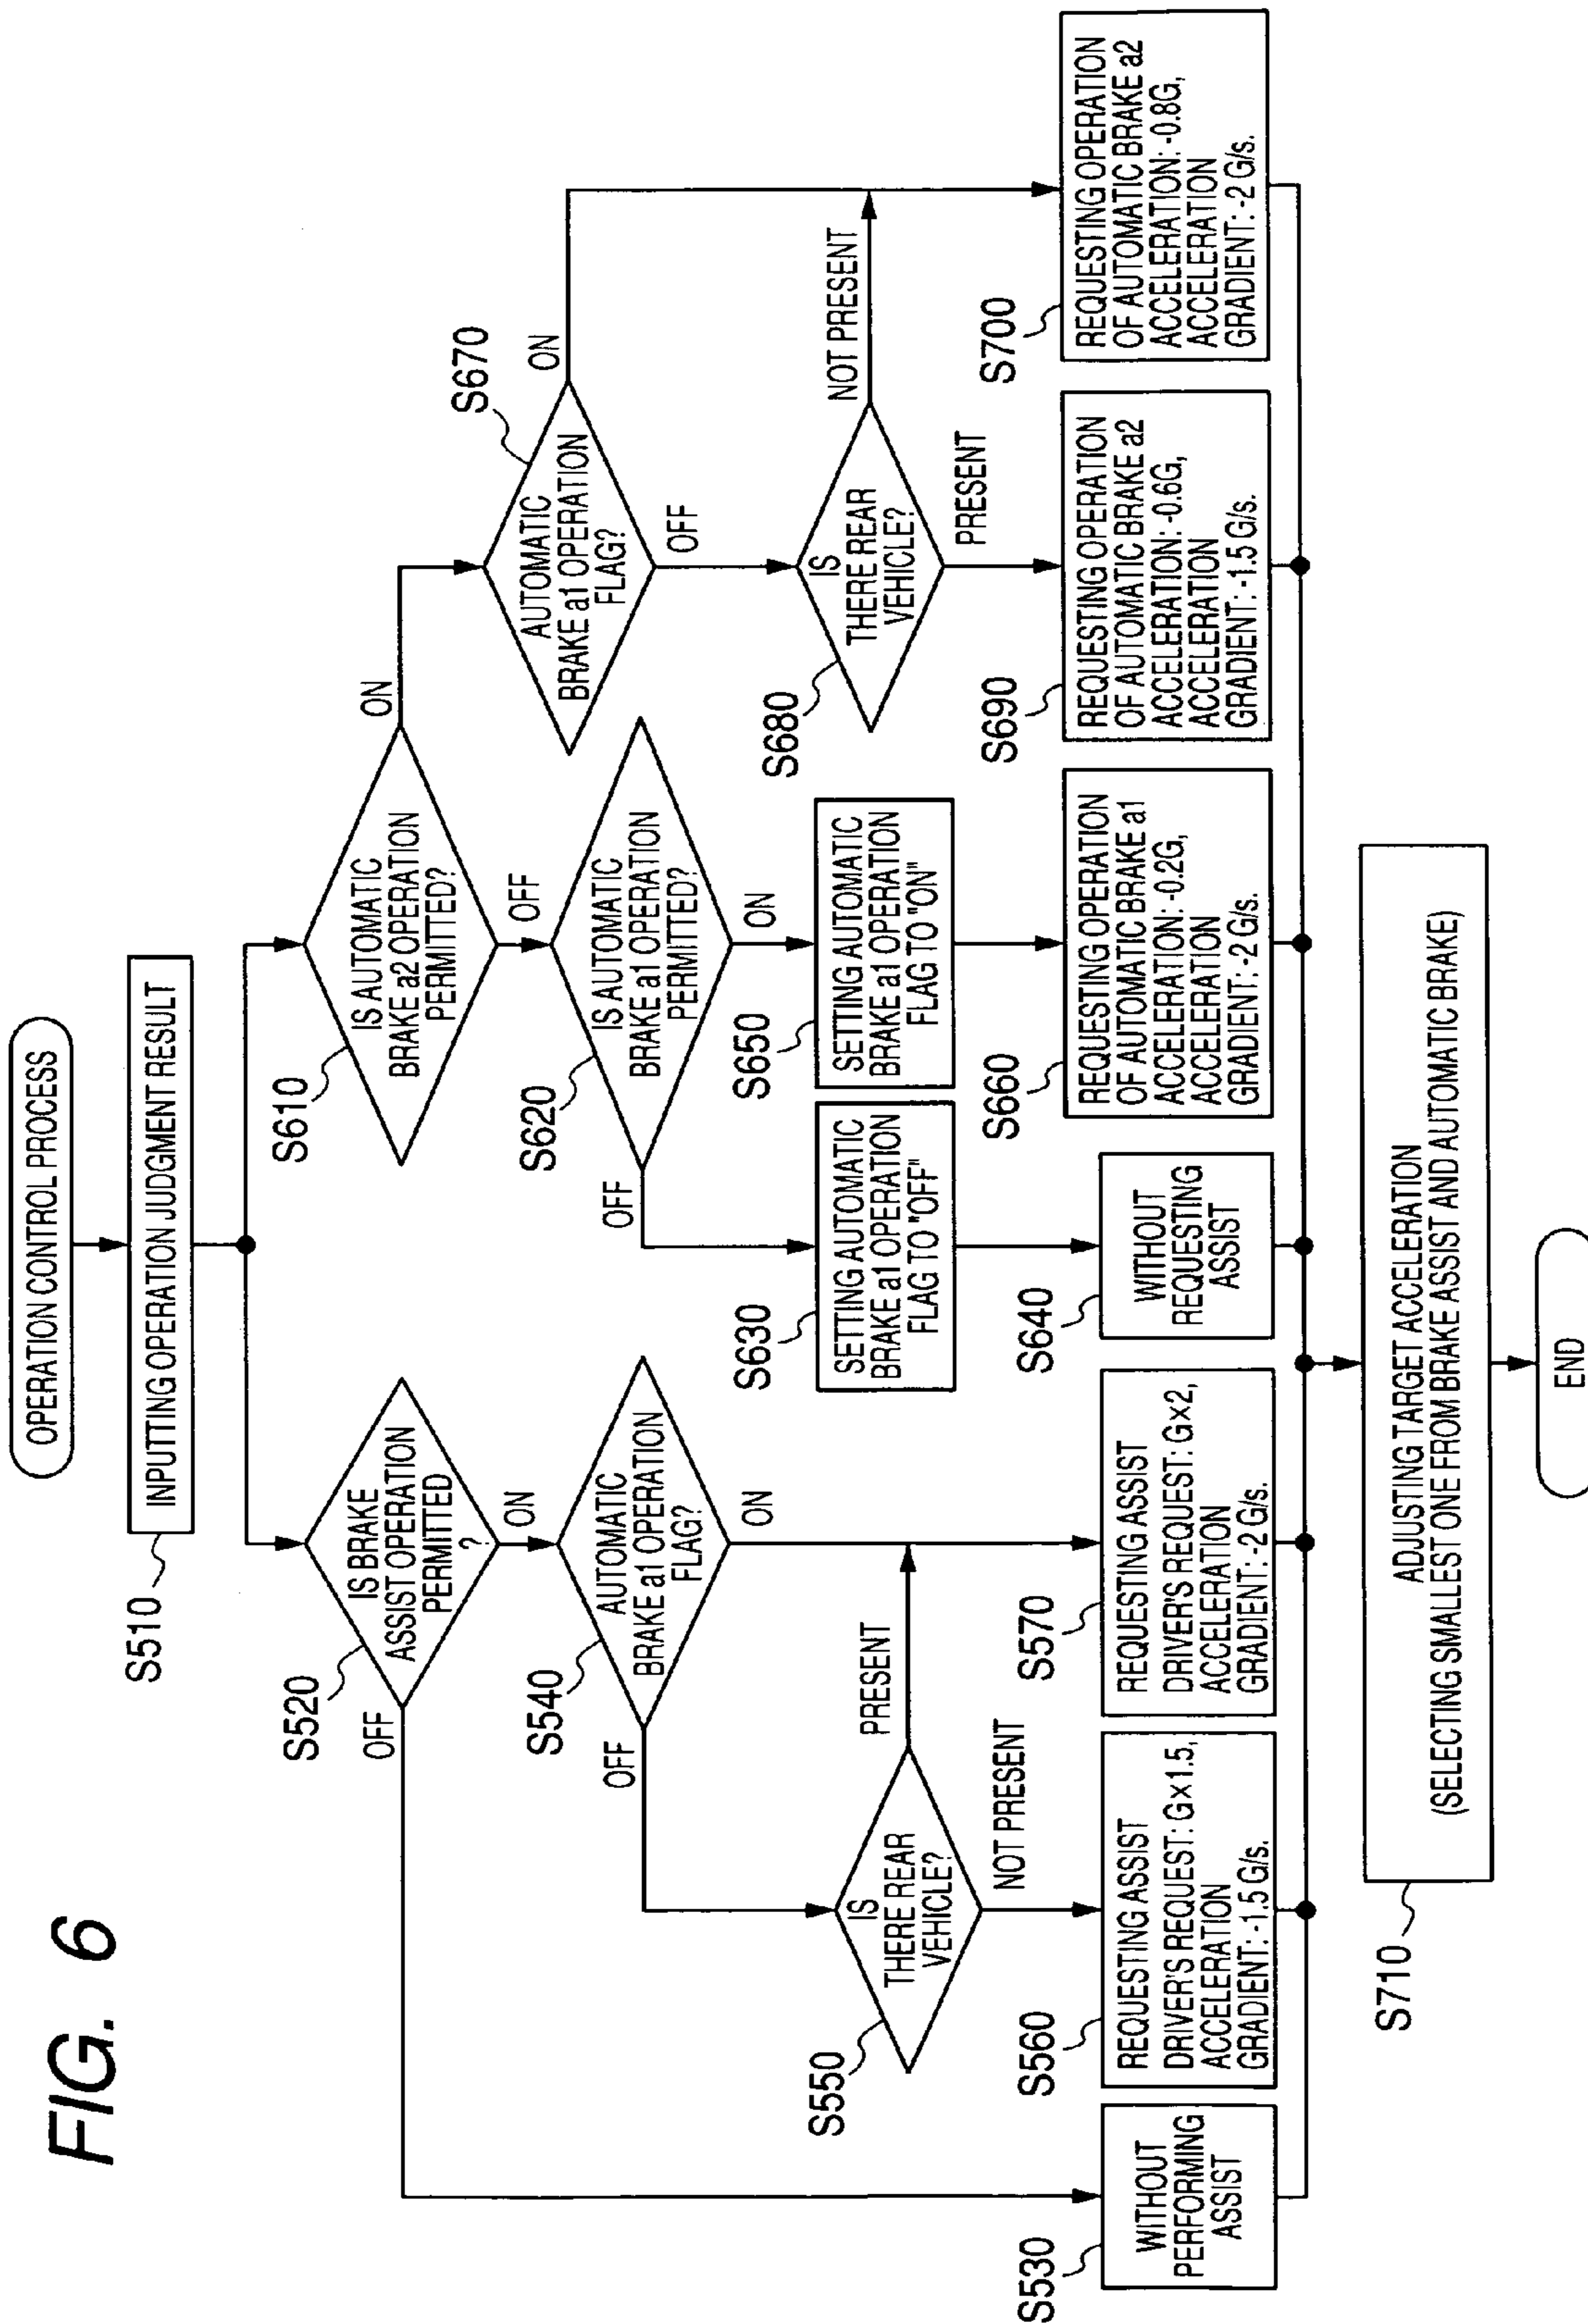 FIG. 6
OPERATION CONTROL PROCESS
S510
INPUTTING OPERATION JUDGMENT RESULT
S520
IS BRAKE
ASSIST OPERATION
PERMITTED
?
OFF
ON
S530
WITHOUT
PERFORMING
ASSIST
S540
AUTOMATIC
BRAKE a1 OPERATION
FLAG?
OFF
ON
S550
IS
THERE REAR
VEHICLE?
PRESENT
NOT PRESENT
S560
REQUESTING ASSIST
DRIVER'S REQUEST: G×1.5,
ACCELERATION
GRADIENT: -1.5 G/s.
S570
REQUESTING ASSIST
DRIVER'S REQUEST: G×2,
ACCELERATION
GRADIENT: -2 G/s.
S610
IS AUTOMATIC
BRAKE a2 OPERATION
PERMITTED?
ON
OFF
S620
IS AUTOMATIC
BRAKE a1 OPERATION
PERMITTED?
OFF
ON
S630
SETTING AUTOMATIC
BRAKE a1 OPERATION
FLAG TO "OFF"
S640
WITHOUT
REQUESTING
ASSIST
S650
SETTING AUTOMATIC
BRAKE a1 OPERATION
FLAG TO "ON"
S660
REQUESTING OPERATION
OF AUTOMATIC BRAKE a1
ACCELERATION: -0.2G,
ACCELERATION
GRADIENT: -2 G/s.
S670
AUTOMATIC
BRAKE a1 OPERATION
FLAG?
ON
OFF
S680
IS
THERE REAR
VEHICLE?
NOT PRESENT
PRESENT
S690
REQUESTING OPERATION
OF AUTOMATIC BRAKE a2
ACCELERATION: -0.6G,
ACCELERATION
GRADIENT: -1.5 G/s.
S700
REQUESTING OPERATION
OF AUTOMATIC BRAKE a2
ACCELERATION: -0.8G,
ACCELERATION
GRADIENT: -2 G/s.
S710
ADJUSTING TARGET ACCELERATION
(SELECTING SMALLEST ONE FROM BRAKE ASSIST AND AUTOMATIC BRAKE)
END